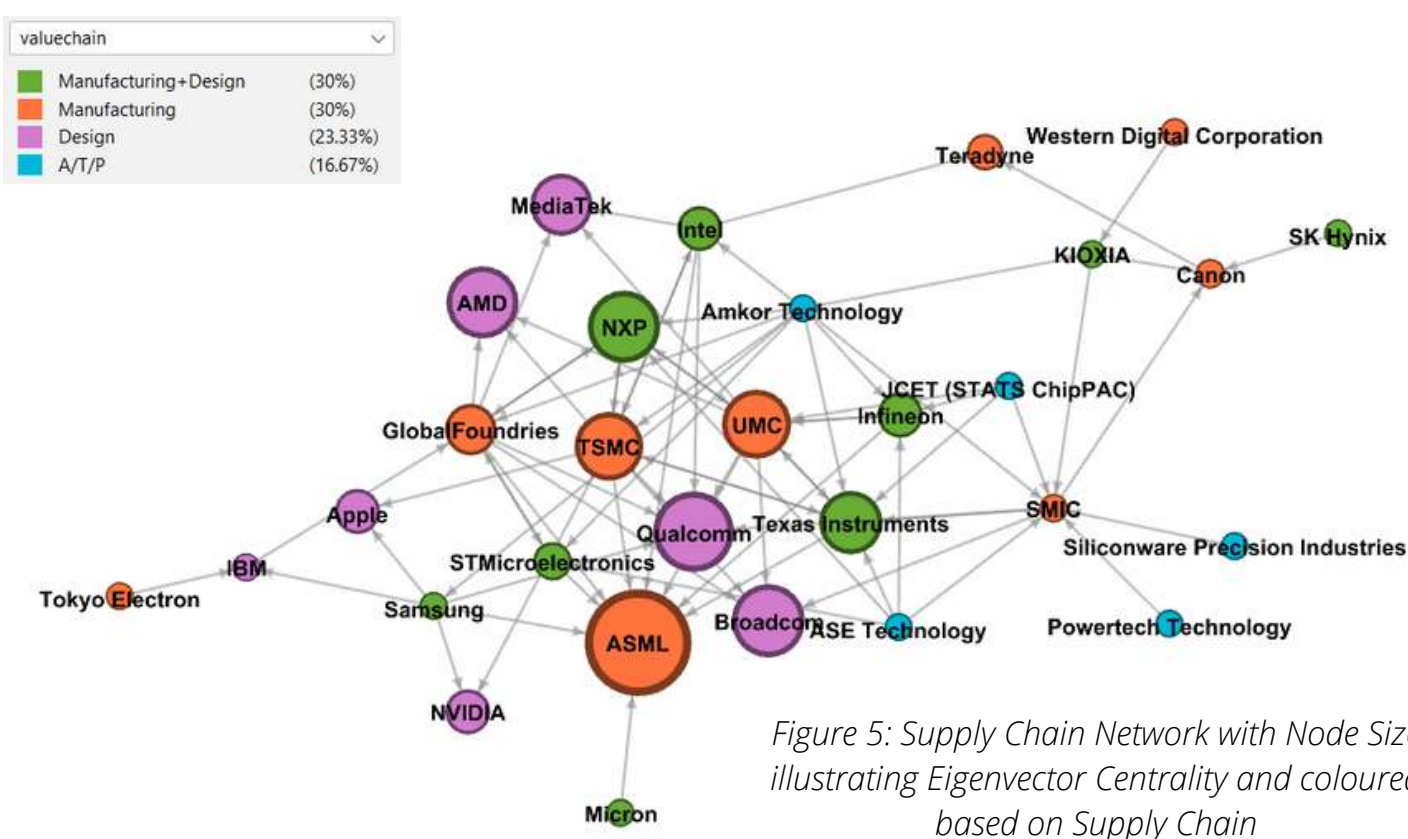 valuechain
Manufacturing+Design (30%)
Manufacturing (30%)
Design (23.33%)
A/T/P (16.67%)
Western Digital Corporation
Teradyne
MediaTek
Intel
SK Hynix
KIOXIA
Canon
AMD
NXP
Amkor Technology
JCET (STATS ChipPAC)
Infineon
UMC
GlobalFoundries
TSMC
Apple
SMIC
Qualcomm
Texas Instruments
Siliconware Precision Industries
STMicroelectronics
IBM
Tokyo Electron
Samsung
Broadcom
ASE Technology
Powertech Technology
ASML
NVIDIA
Micron
Figure 5: Supply Chain Network with Node Size
illustrating Eigenvector Centrality and coloured
based on Supply Chain